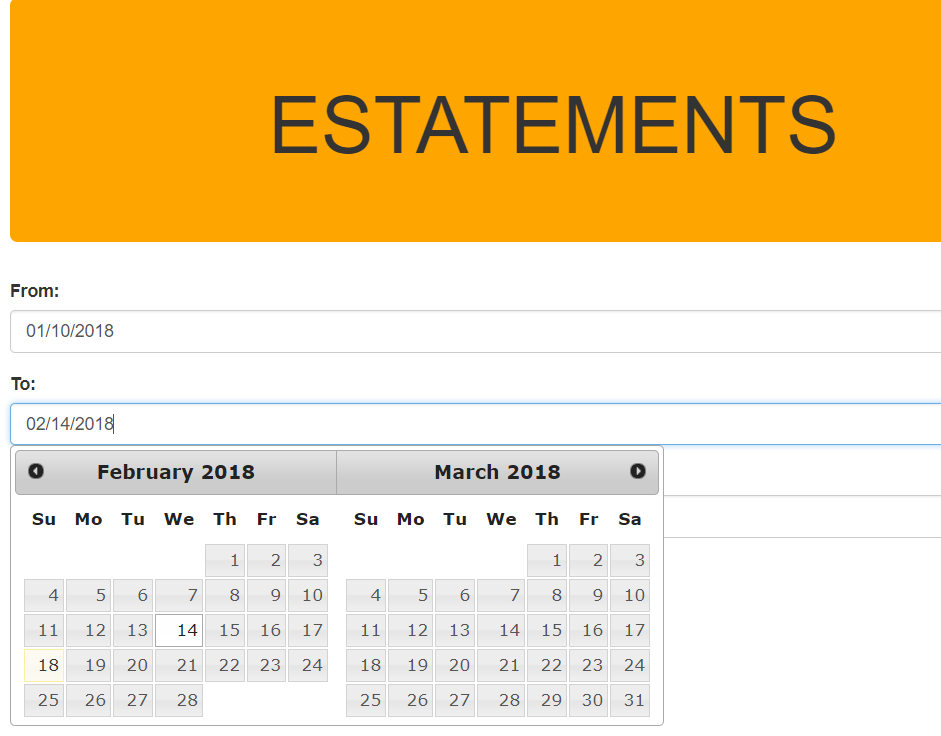 ESTATEMENTS
From:
01/10/2018
To:
02/14/2018
February 2018 March 2018
Su Mo Tu We Th Fr Sa Su Mo Tu We Th Fr Sa
1 2 3 1 2 3
4 5 6 7 8 9 10 4 5 6 7 8 9 10
11 12 13 14 15 16 17 11 12 13 14 15 16 17
18 19 20 21 22 23 24 18 19 20 21 22 23 24
25 26 27 28 25 26 27 28 29 30 31